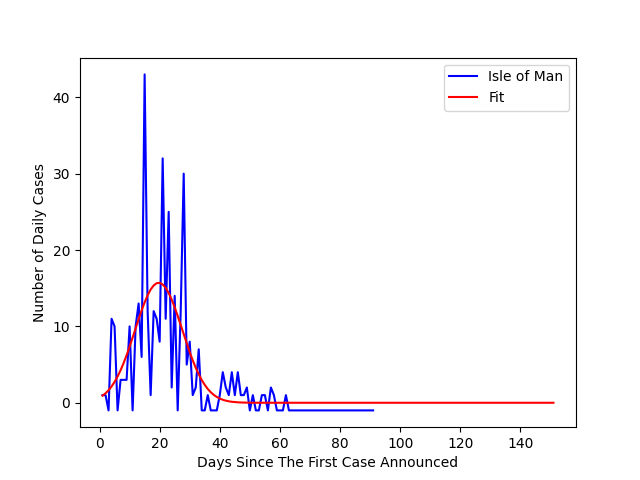 Isle of Man
Fit
Number of Daily Cases
40
30
20
10
0
0 20 40 60 80 100 120 140
Days Since The First Case Announced